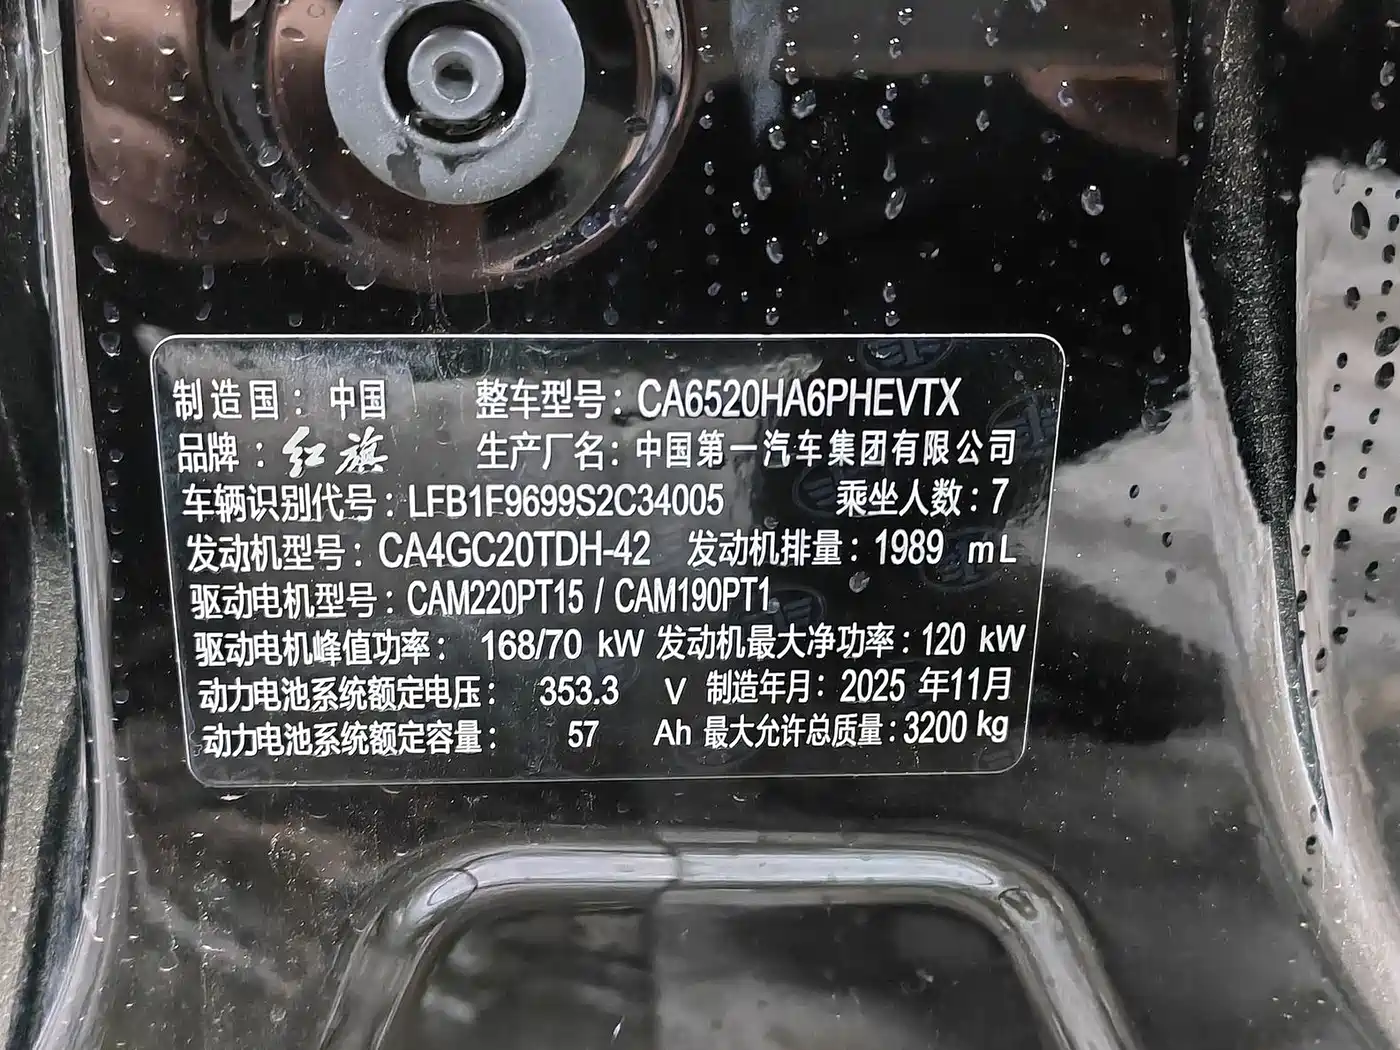 制造国：中国 整车型号：CA6520HA6PHEVTX
品牌：红旗 生产厂名：中国第一汽车集团有限公司
车辆识别代号：LFB1F9699S2C34005 乘坐人数：7
发动机型号：CA4GC20TDH-42 发动机排量：1989 mL
驱动电机型号：CAM220PT15 / CAM190PT1
驱动电机峰值功率：168/70 kW 发动机最大净功率：120 kW
动力电池系统额定电压：353.3 V 制造年月：2025 年11月
动力电池系统额定容量：57 Ah 最大允许总质量：3200 kg